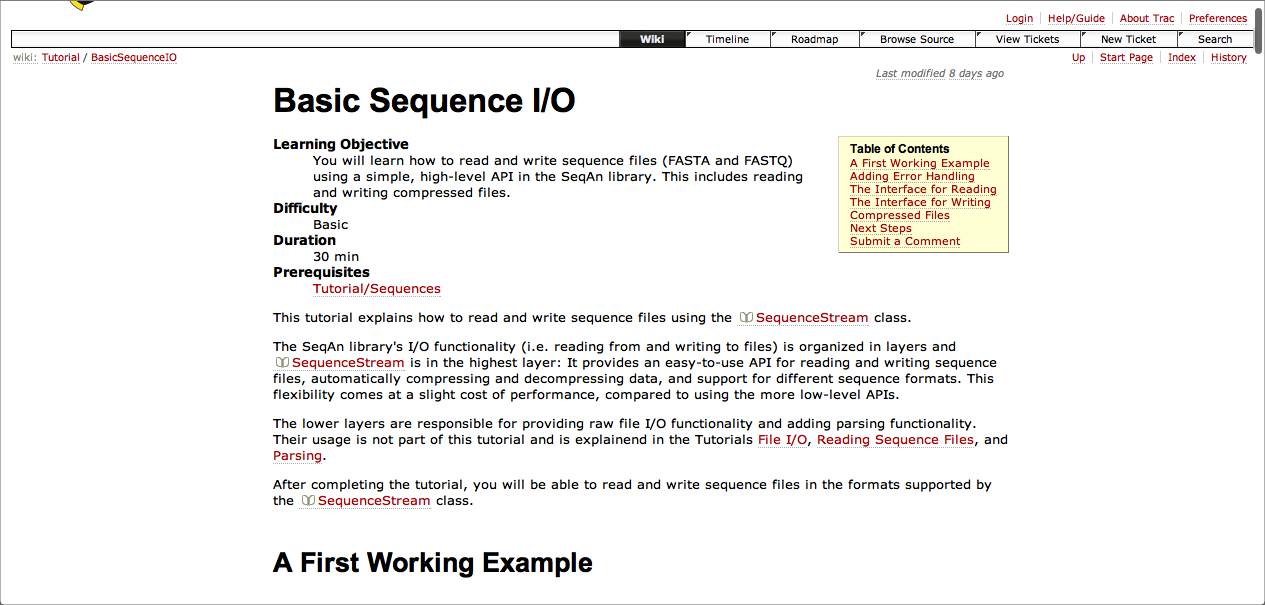 Login Help/Guide About Trac Preferences
Wiki Timeline Roadmap Browse Source View Tickets New Ticket Search
wiki: Tutorial / BasicSequenceIO
Up Start Page Index History
Last modified 8 days ago
Basic Sequence I/O
Learning Objective
You will learn how to read and write sequence files (FASTA and FASTQ)
using a simple, high-level API in the SeqAn library. This includes reading
and writing compressed files.
Difficulty
Basic
Duration
30 min
Prerequisites
Tutorial/Sequences
Table of Contents
A First Working Example
Adding Error Handling
The Interface for Reading
The Interface for Writing
Compressed Files
Next Steps
Submit a Comment
This tutorial explains how to read and write sequence files using the SequenceStream class.
The SeqAn library's I/O functionality (i.e. reading from and writing to files) is organized in layers and
SequenceStream is in the highest layer: It provides an easy-to-use API for reading and writing sequence
files, automatically compressing and decompressing data, and support for different sequence formats. This
flexibility comes at a slight cost of performance, compared to using the more low-level APIs.
The lower layers are responsible for providing raw file I/O functionality and adding parsing functionality.
Their usage is not part of this tutorial and is explainend in the Tutorials File I/O, Reading Sequence Files, and
Parsing.
After completing the tutorial, you will be able to read and write sequence files in the formats supported by
the SequenceStream class.
A First Working Example